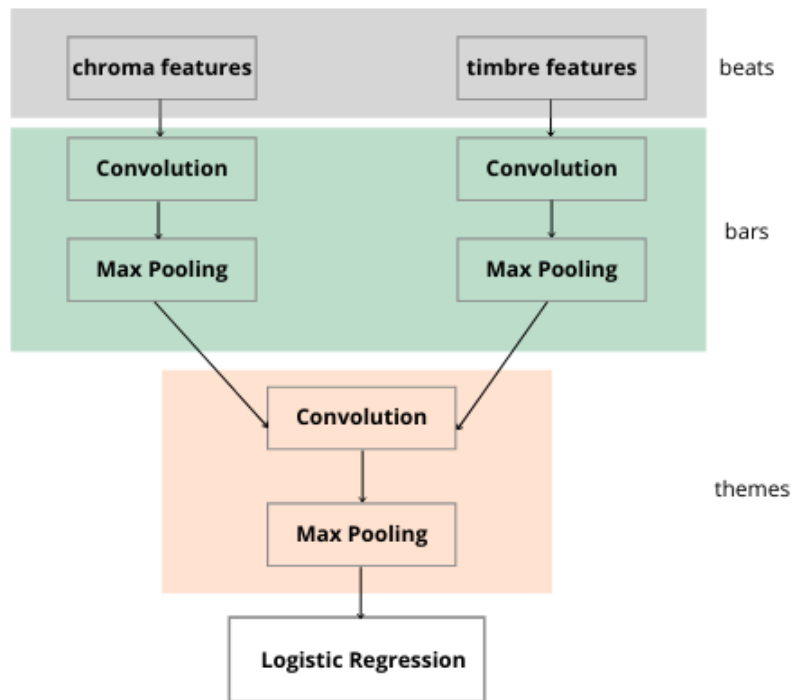 chroma features
timbre features
beats
Convolution
Convolution
bars
Max Pooling
Max Pooling
Convolution
themes
Max Pooling
Logistic Regression